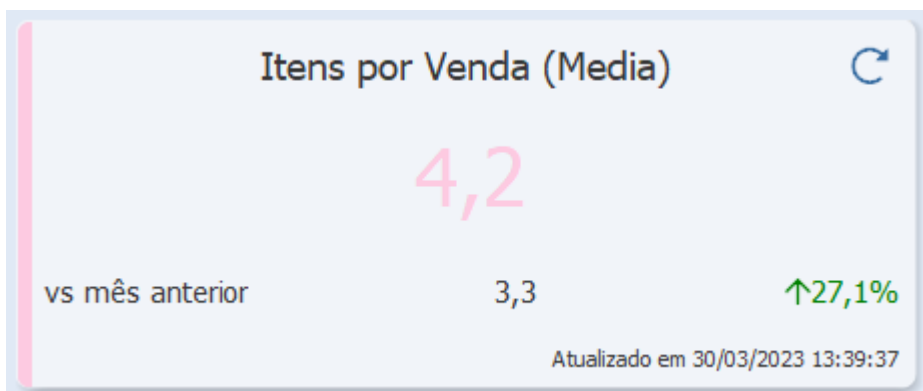 Itens por Venda (Media)
4,2
vs mês anterior 3,3 ↑27,1%
Atualizado em 30/03/2023 13:39:37